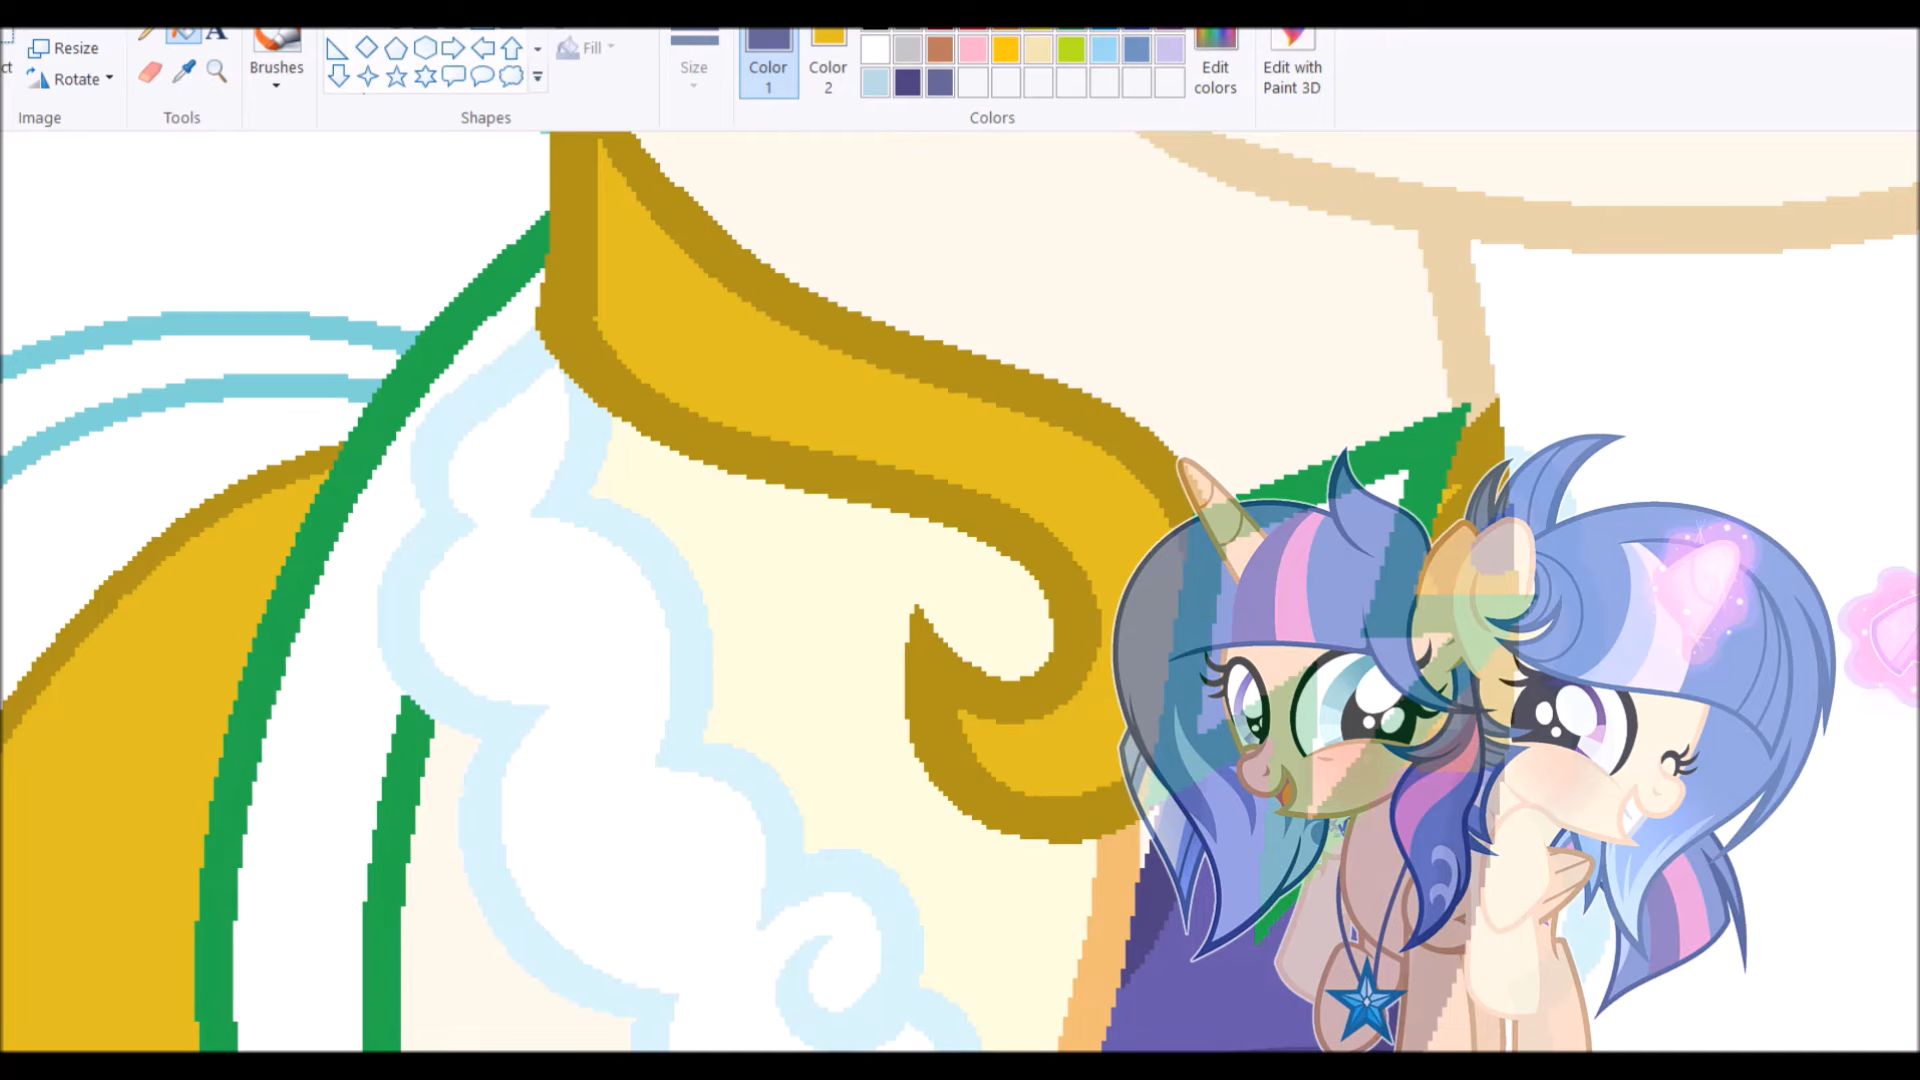 Resize
ct
Rotate
Image
A
Tools
Brushes
Shapes
Fill
Size
Color
1
Color
2
Edit
colors
Edit with
Paint 3D
Colors